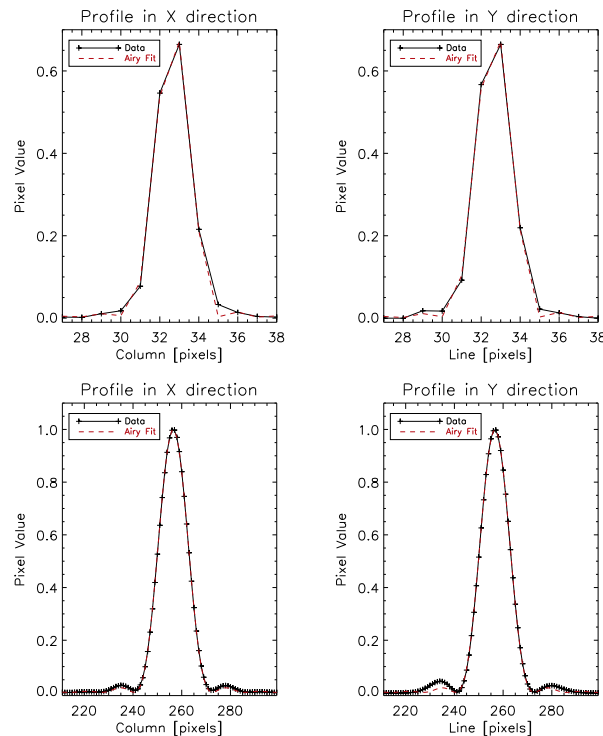 Profile in X direction
Data
Airy Fit
Pixel Value
0.6
0.4
0.2
0.0
28 30 32 34 36 38
Column [pixels]
Profile in Y direction
Data
Airy Fit
Pixel Value
0.6
0.4
0.2
0.0
28 30 32 34 36 38
Line [pixels]
Profile in X direction
Data
Airy Fit
Pixel Value
1.0
0.8
0.6
0.4
0.2
0.0
220 240 260 280
Column [pixels]
Profile in Y direction
Data
Airy Fit
Pixel Value
1.0
0.8
0.6
0.4
0.2
0.0
220 240 260 280
Line [pixels]